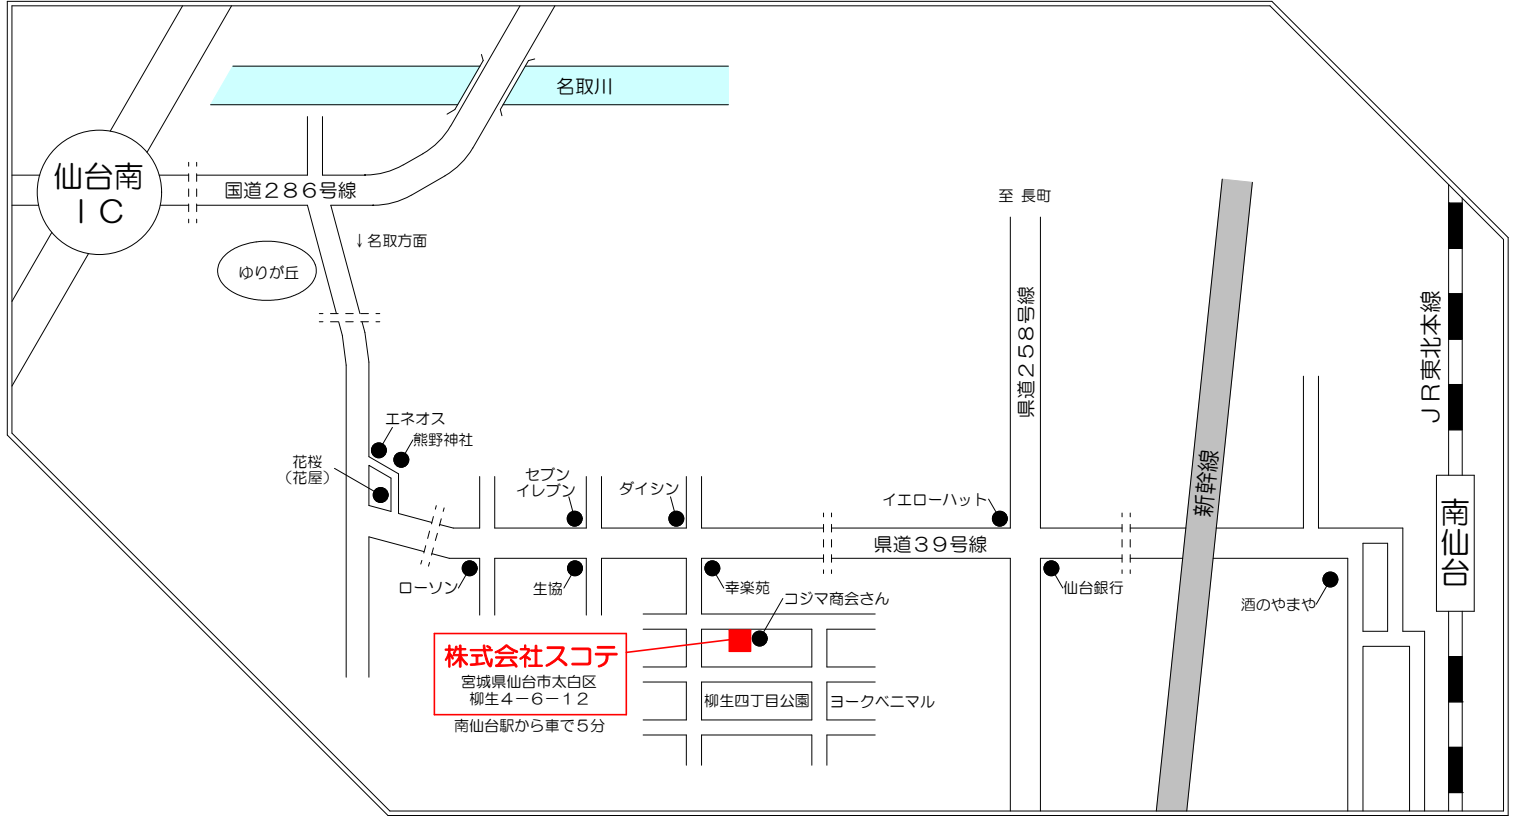 名取川
仙台南
ＩＣ
国道２８６号線
至 長町
↓名取方面
ゆりが丘
県道２５８号線
ＪＲ東北本線
エネオス
熊野神社
花桜
（花屋）
セブン
イレブン
ダイシン
イエローハット
新幹線
南仙台
県道３９号線
ローソン
生協
幸楽苑
コジマ商会さん
仙台銀行
酒のやまや
株式会社スコテ
宮城県仙台市太白区
柳生４－６－１２
南仙台駅から車で５分
柳生四丁目公園
ヨークベニマル